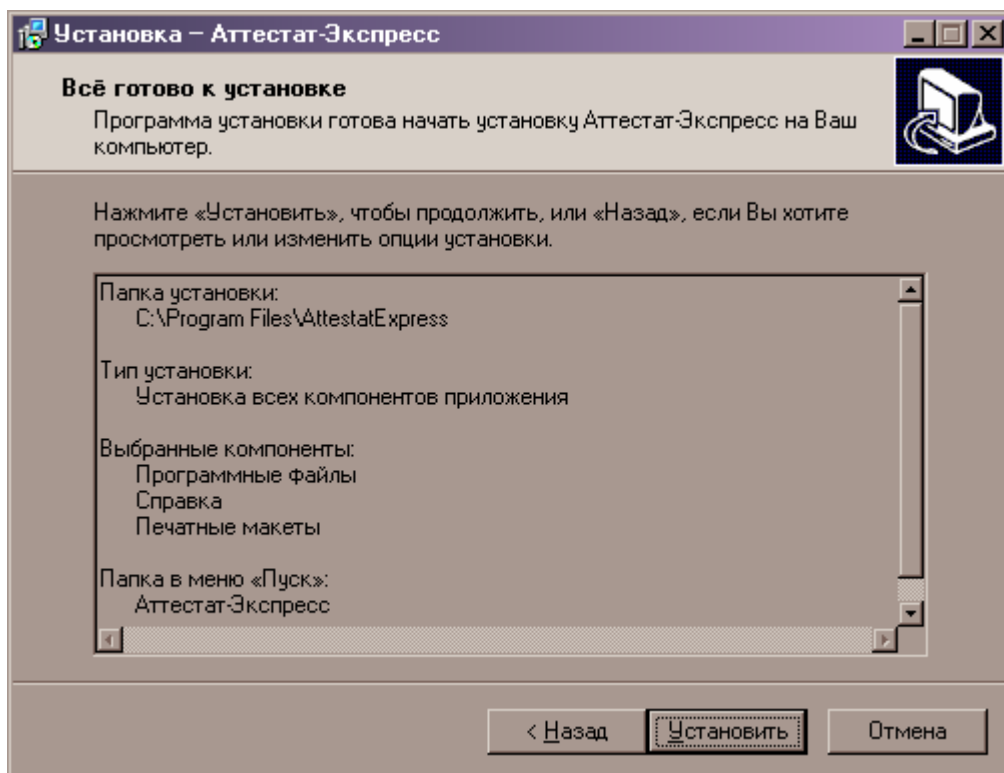 Установка – Аттестат-Экспресс
Всё готово к установке
Программа установки готова начать установку Аттестат-Экспресс на Ваш
компьютер.
Нажмите «Установить», чтобы продолжить, или «Назад», если Вы хотите
просмотреть или изменить опции установки.
Папка установки:
C:\Program Files\AttestatExpress
Тип установки:
Установка всех компонентов приложения
Выбранные компоненты:
Программные файлы
Справка
Печатные макеты
Папка в меню «Пуск»:
Аттестат-Экспресс
< Назад
Установить
Отмена